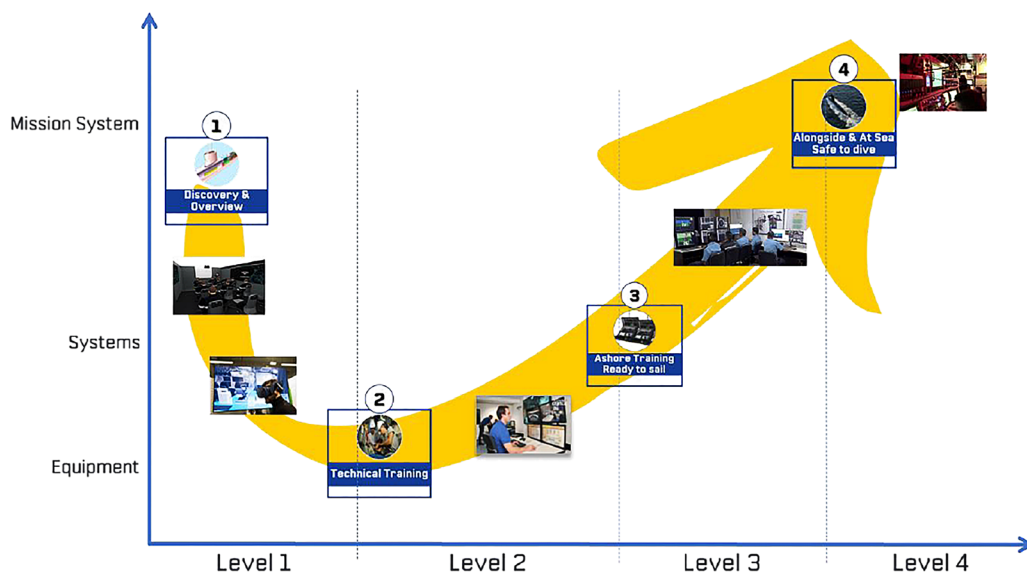 4
Mission System
1
Alongside & At Sea
Safe to dive
Discovery &
Overview
3
Systems
Ashore Training
Ready to sail
2
Equipment
Technical Training
Level 1
Level 2
Level 3
Level 4